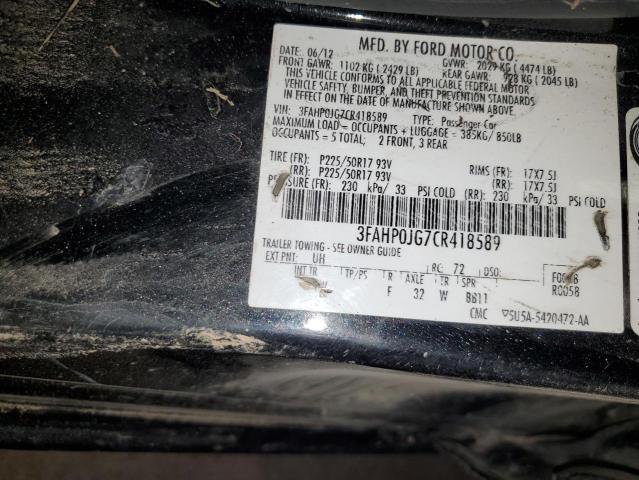 MFD. BY FORD MOTOR CO.
DATE: 06/12 GVWR: 2029 KG ( 4474 LB)
FRONT GAWR: 1102 KG ( 2429 LB) REAR GAWR: 928 KG ( 2045 LB)
THIS VEHICLE CONFORMS TO ALL APPLICABLE FEDERAL MOTOR
VEHICLE SAFETY, BUMPER, AND THEFT PREVENTION STANDARDS
IN EFFECT ON THE DATE OF MANUFACTURE SHOWN ABOVE.
VIN: 3FAHP0JG7CR418589 TYPE: Passenger Car
MAXIMUM LOAD = OCCUPANTS + LUGGAGE = 385KG/ 850LB
OCCUPANTS = 5 TOTAL; 2 FRONT, 3 REAR
TIRE (FR): P225/50R17 93V RIMS (FR): 17X7.5J
(RR): P225/50R17 93V (RR): 17X7.5J
PRESSURE (FR): 230 kPa/ 33 PSI COLD (RR): 230 kPa/ 33 PSI COLD
3FAHP0JG7CR418589
TRAILER TOWING - SEE OWNER GUIDE
EXT PNT: UH RC: 72 DSO:
INT TR TP/PS R AXLE TR SPR
F 32 W BB11
R0058
CMC 5U5A-5420472-AA